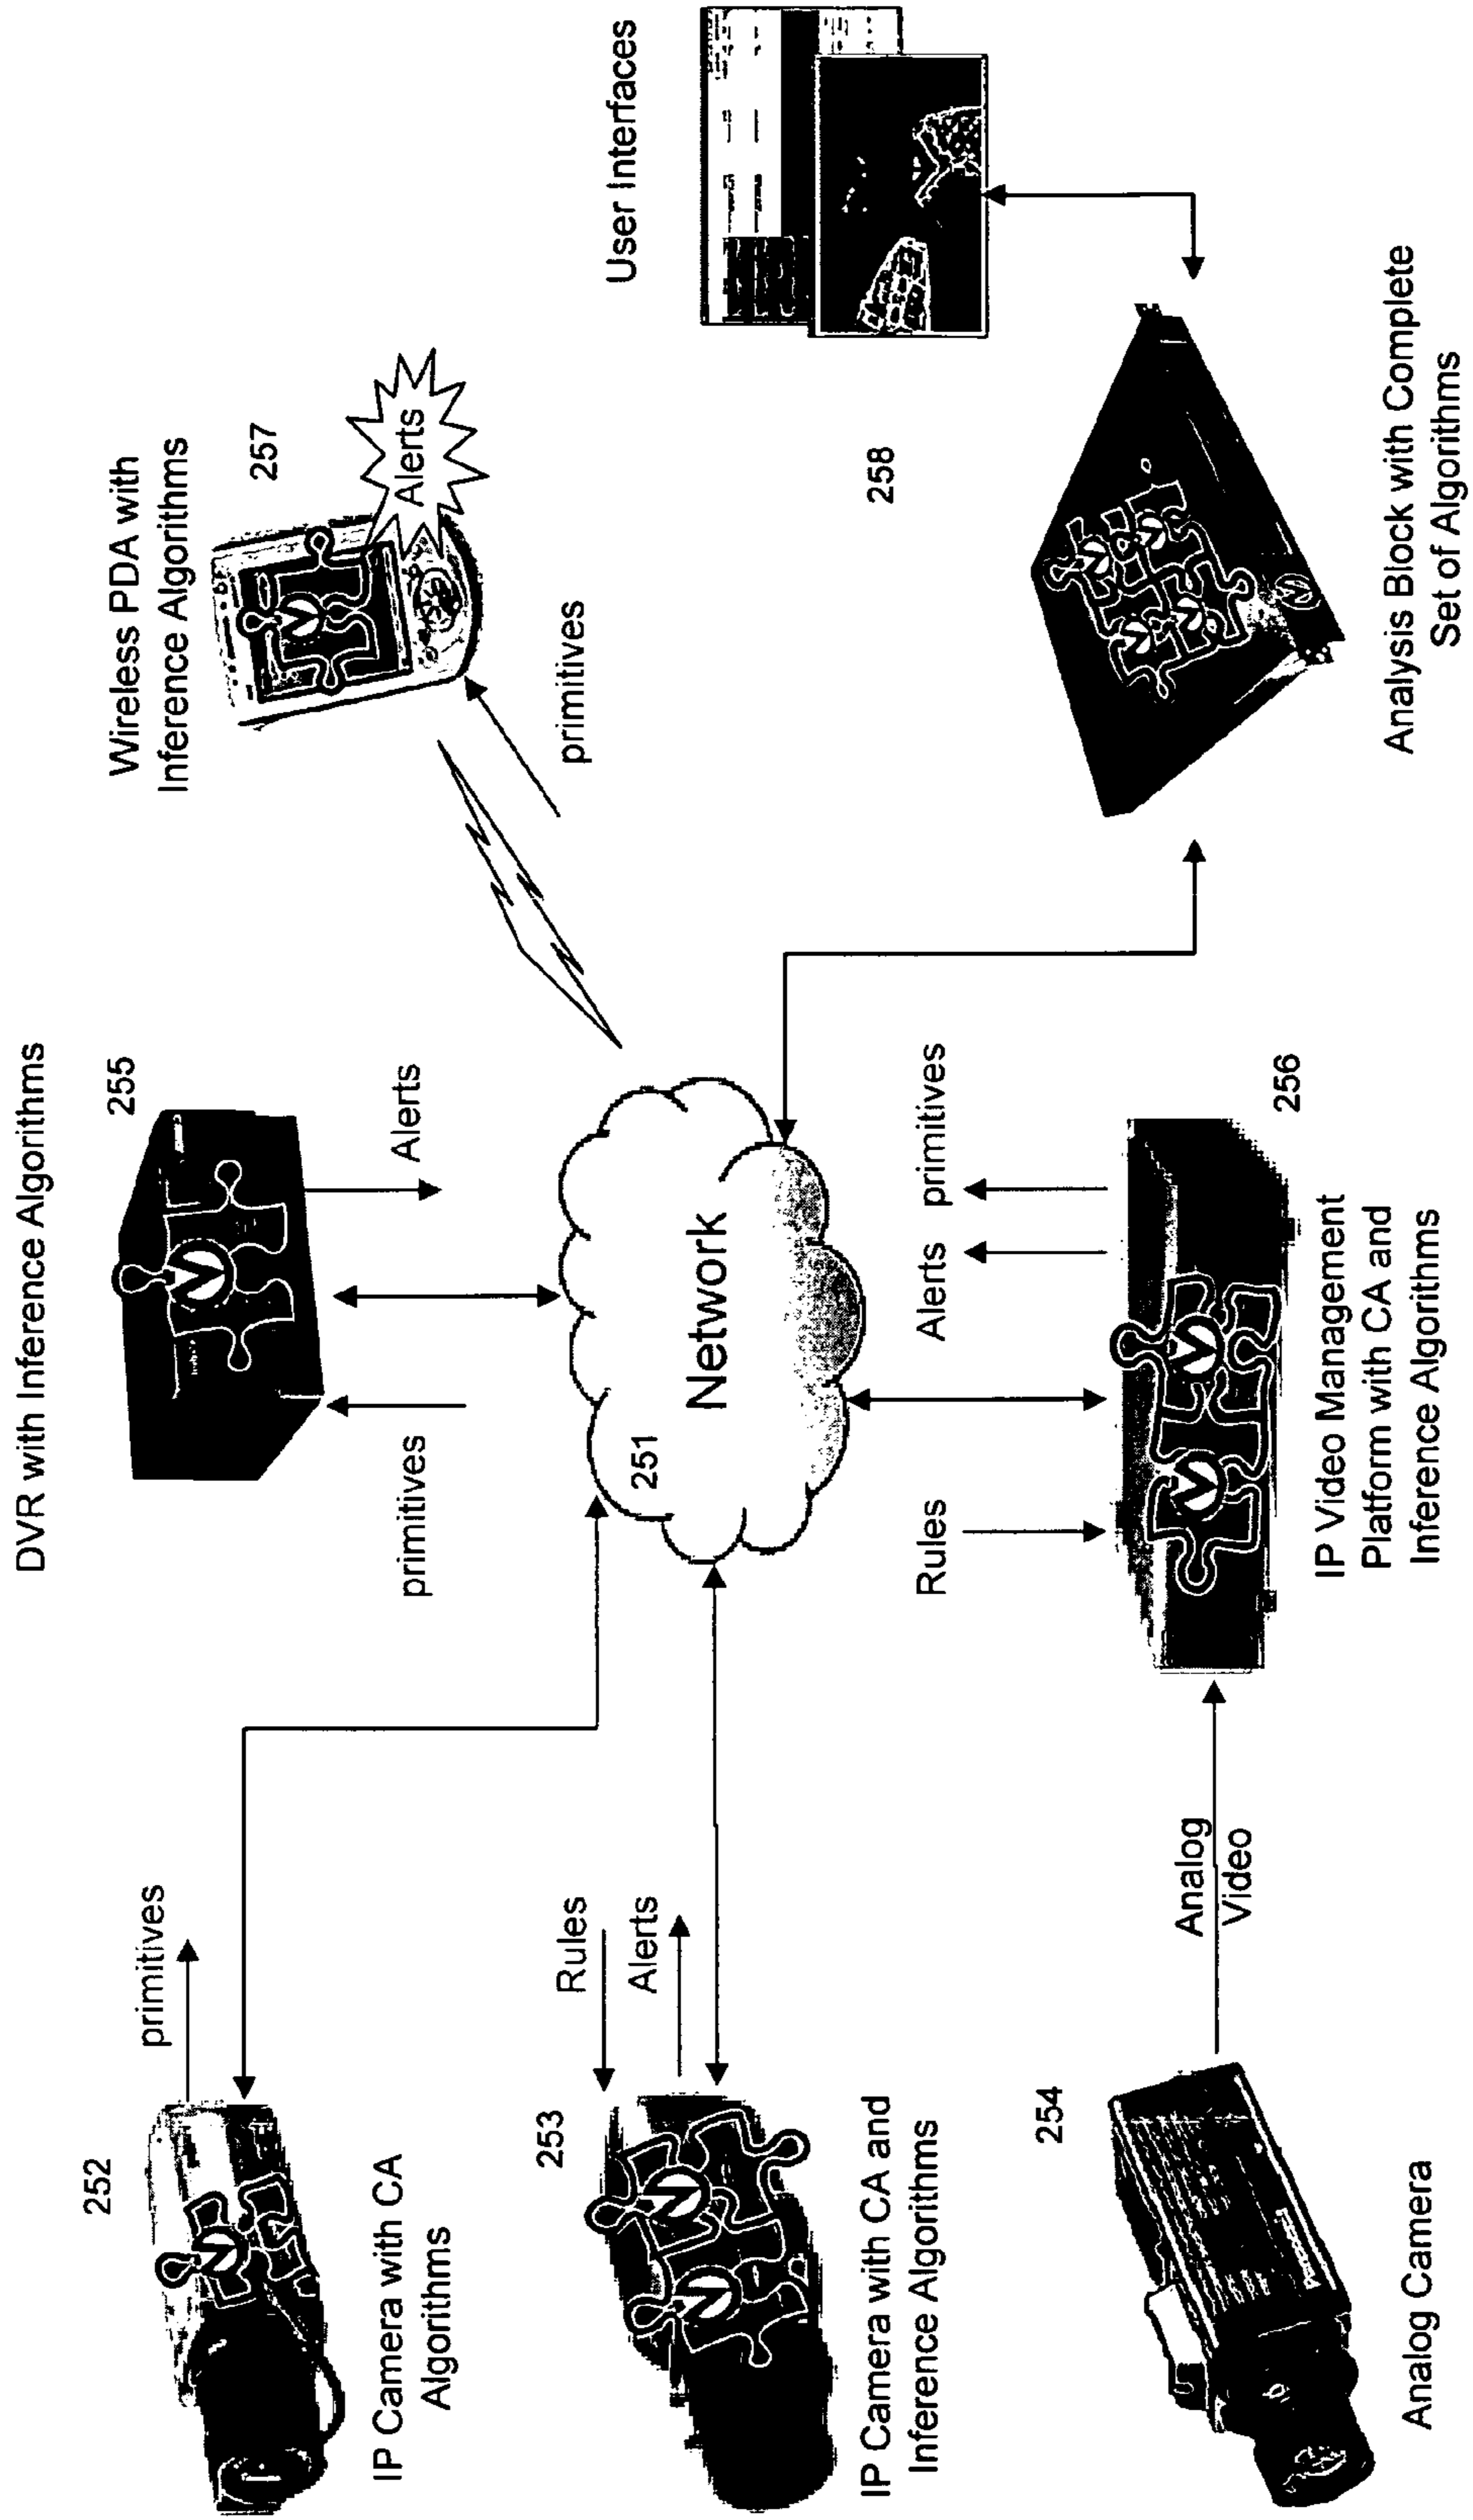 DVR with Inference Algorithms
255
Wireless PDA with
Inference Algorithms
257
252
primitives
primitives
Alerts
Alerts
User Interfaces
IP Camera with CA
Algorithms
primitives
253
Rules
Alerts
251
Network
258
IP Camera with CA and
Inference Algorithms
Rules
Alerts
primitives
254
Analog
Video
256
Analog Camera
IP Video Management
Platform with CA and
Inference Algorithms
Analysis Block with Complete
Set of Algorithms